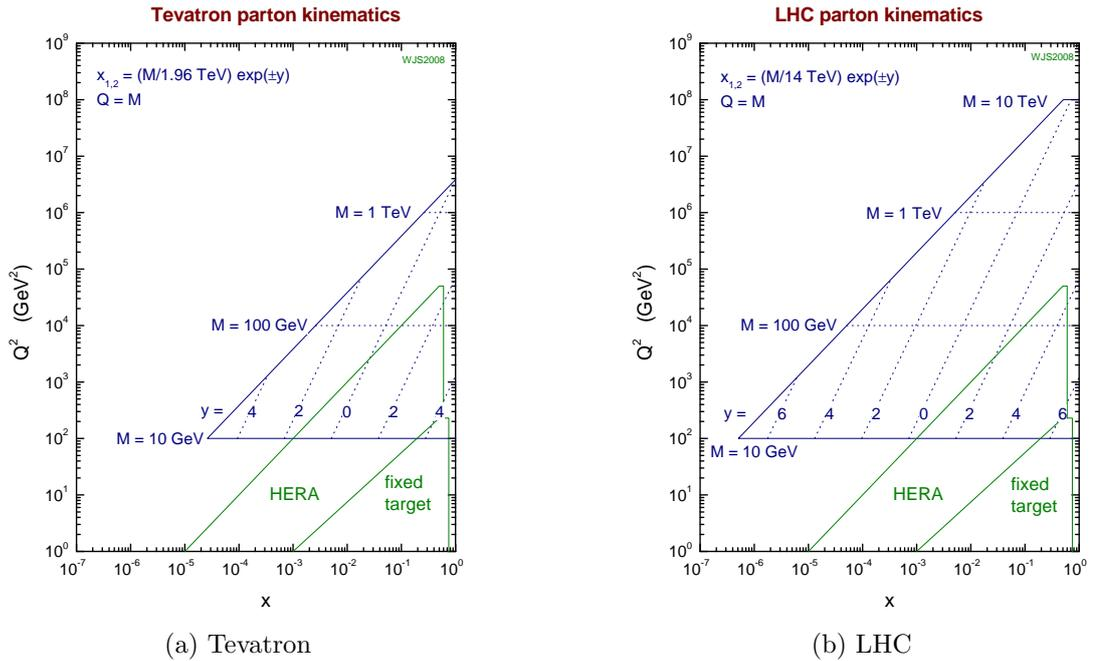 Tevatron parton kinematics
WJS2008
x1,2 = (M/1.96 TeV) exp(±y)
Q = M
M = 1 TeV
M = 100 GeV
y = 4 2 0 2 4
M = 10 GeV
HERA
fixed
target
10^9
10^8
10^7
10^6
10^5
10^4
10^3
10^2
10^1
10^0
Q^2 (GeV^2)
10^-7 10^-6 10^-5 10^-4 10^-3 10^-2 10^-1 10^0
x
(a) Tevatron
LHC parton kinematics
WJS2008
x1,2 = (M/14 TeV) exp(±y)
Q = M
M = 10 TeV
M = 1 TeV
M = 100 GeV
y = 6 4 2 0 2 4 6
M = 10 GeV
HERA
fixed
target
10^9
10^8
10^7
10^6
10^5
10^4
10^3
10^2
10^1
10^0
Q^2 (GeV^2)
10^-7 10^-6 10^-5 10^-4 10^-3 10^-2 10^-1 10^0
x
(b) LHC